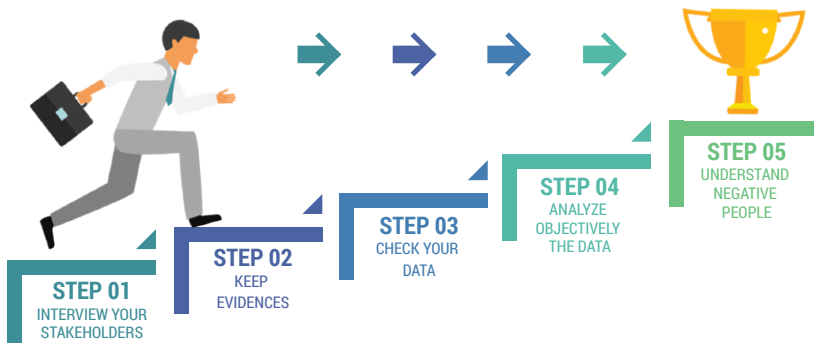 STEP 01
INTERVIEW YOUR
STAKEHOLDERS
STEP 02
KEEP
EVIDENCES
STEP 03
CHECK YOUR
DATA
STEP 04
ANALYZE
OBJECTIVELY
THE DATA
STEP 05
UNDERSTAND
NEGATIVE
PEOPLE